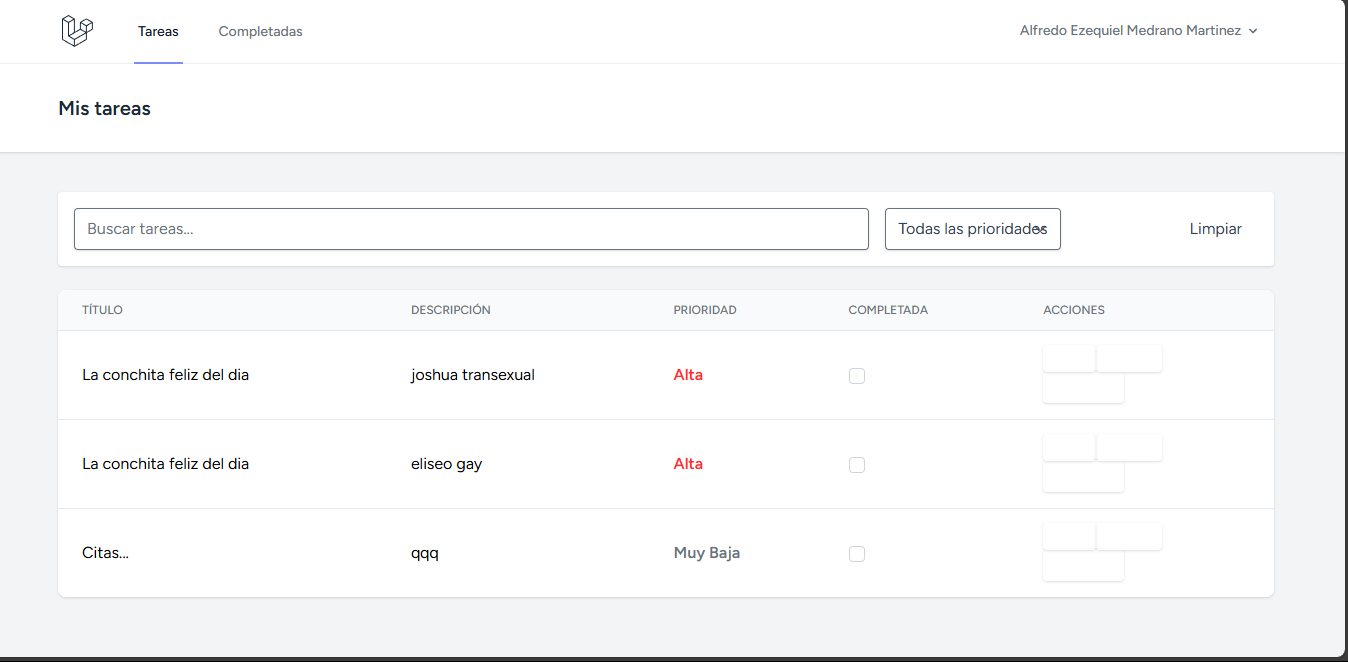 Tareas Completadas Alfredo Ezequiel Medrano Martinez
Mis tareas
Buscar tareas... Todas las prioridades Limpiar
TÍTULO DESCRIPCIÓN PRIORIDAD COMPLETADA ACCIONES
La conchita feliz del dia joshua transexual Alta
La conchita feliz del dia eliseo gay Alta
Citas... qqq Muy Baja